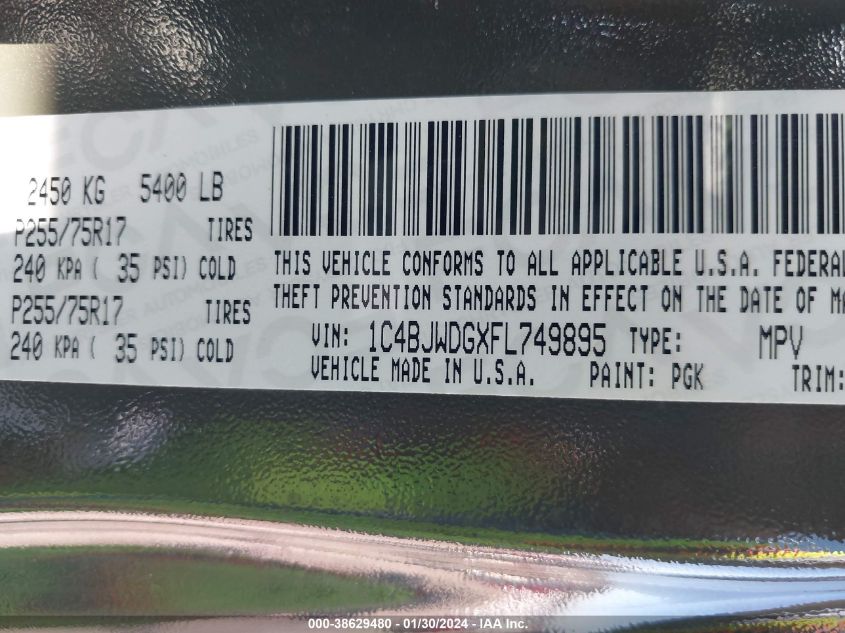 2450 KG 5400 LB
P255/75R17 TIRES
240 KPA ( 35 PSI) COLD
P255/75R17 TIRES
240 KPA ( 35 PSI) COLD
THIS VEHICLE CONFORMS TO ALL APPLICABLE U.S.A. FEDERAL
THEFT PREVENTION STANDARDS IN EFFECT ON THE DATE OF MA
VIN: 1C4BJWDGXFL749895 TYPE: MPV
VEHICLE MADE IN U.S.A. PAINT: PGK TRIM:
000-38629480 - 01/30/2024 - IAA Inc.